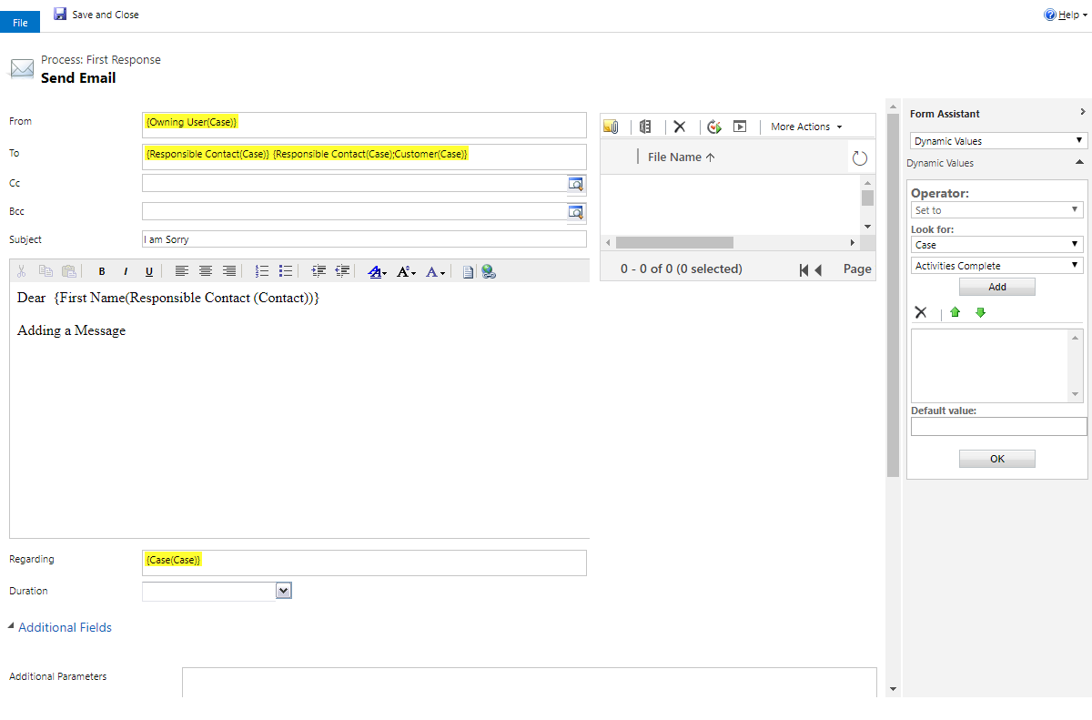 File
Save and Close
Help
Process: First Response
Send Email
From
{Owning User(Case)}
To
{Responsible Contact(Case)} {Responsible Contact(Case);Customer(Case)}
Cc
Bcc
Subject
I am Sorry
B I U
A A A
Dear {First Name(Responsible Contact (Contact))}
Adding a Message
Regarding
{Case(Case)}
Duration
Additional Fields
Additional Parameters
More Actions
File Name
0 - 0 of 0 (0 selected)
Page
Form Assistant
Dynamic Values
Dynamic Values
Operator:
Set to
Look for:
Case
Activities Complete
Add
Default value:
OK